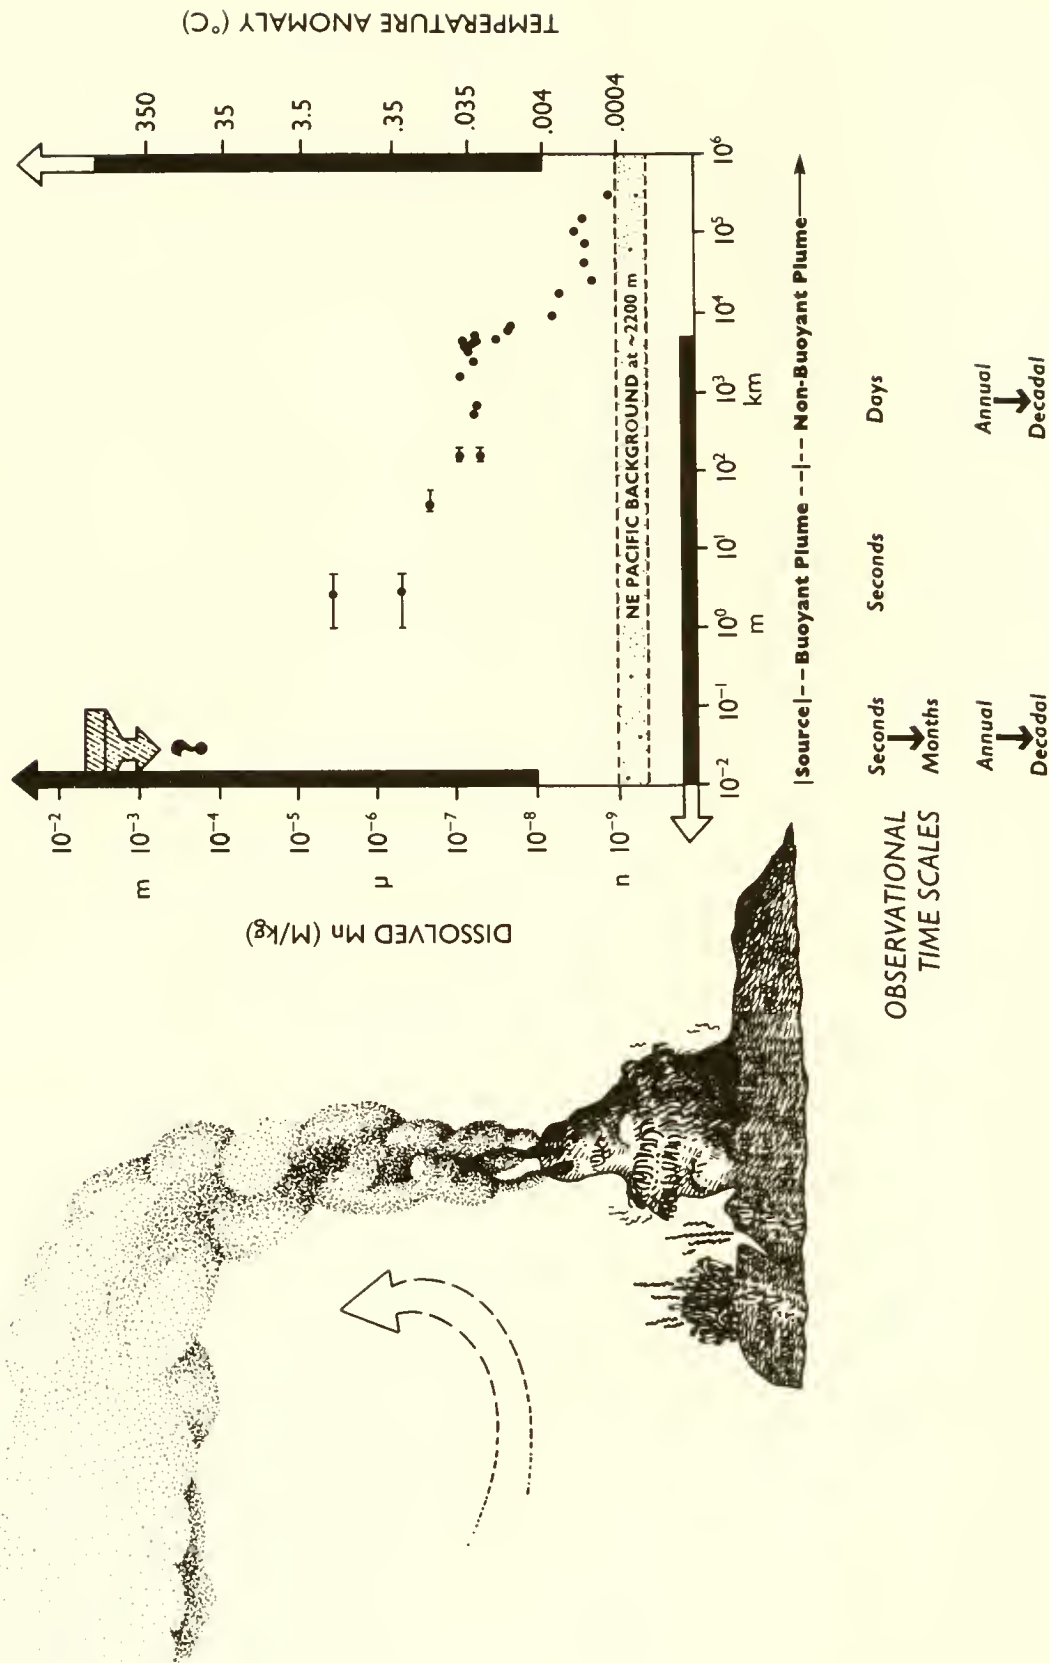 DISSOLVED Mn (M/kg)
m
μ
n
10⁻²
10⁻³
10⁻⁴
10⁻⁵
10⁻⁶
10⁻⁷
10⁻⁸
10⁻⁹
?
NE PACIFIC BACKGROUND at ~2200 m
TEMPERATURE ANOMALY (°C)
350
35
3.5
.35
.035
.004
.0004
10⁻² 10⁻¹ 10⁰ 10¹ 10² 10³ 10⁴ 10⁵ 10⁶
m km
|Source|--Buoyant Plume --|-- Non-Buoyant Plume
OBSERVATIONAL
TIME SCALES
Seconds Seconds Days
Months
Annual Annual
Decadal Decadal